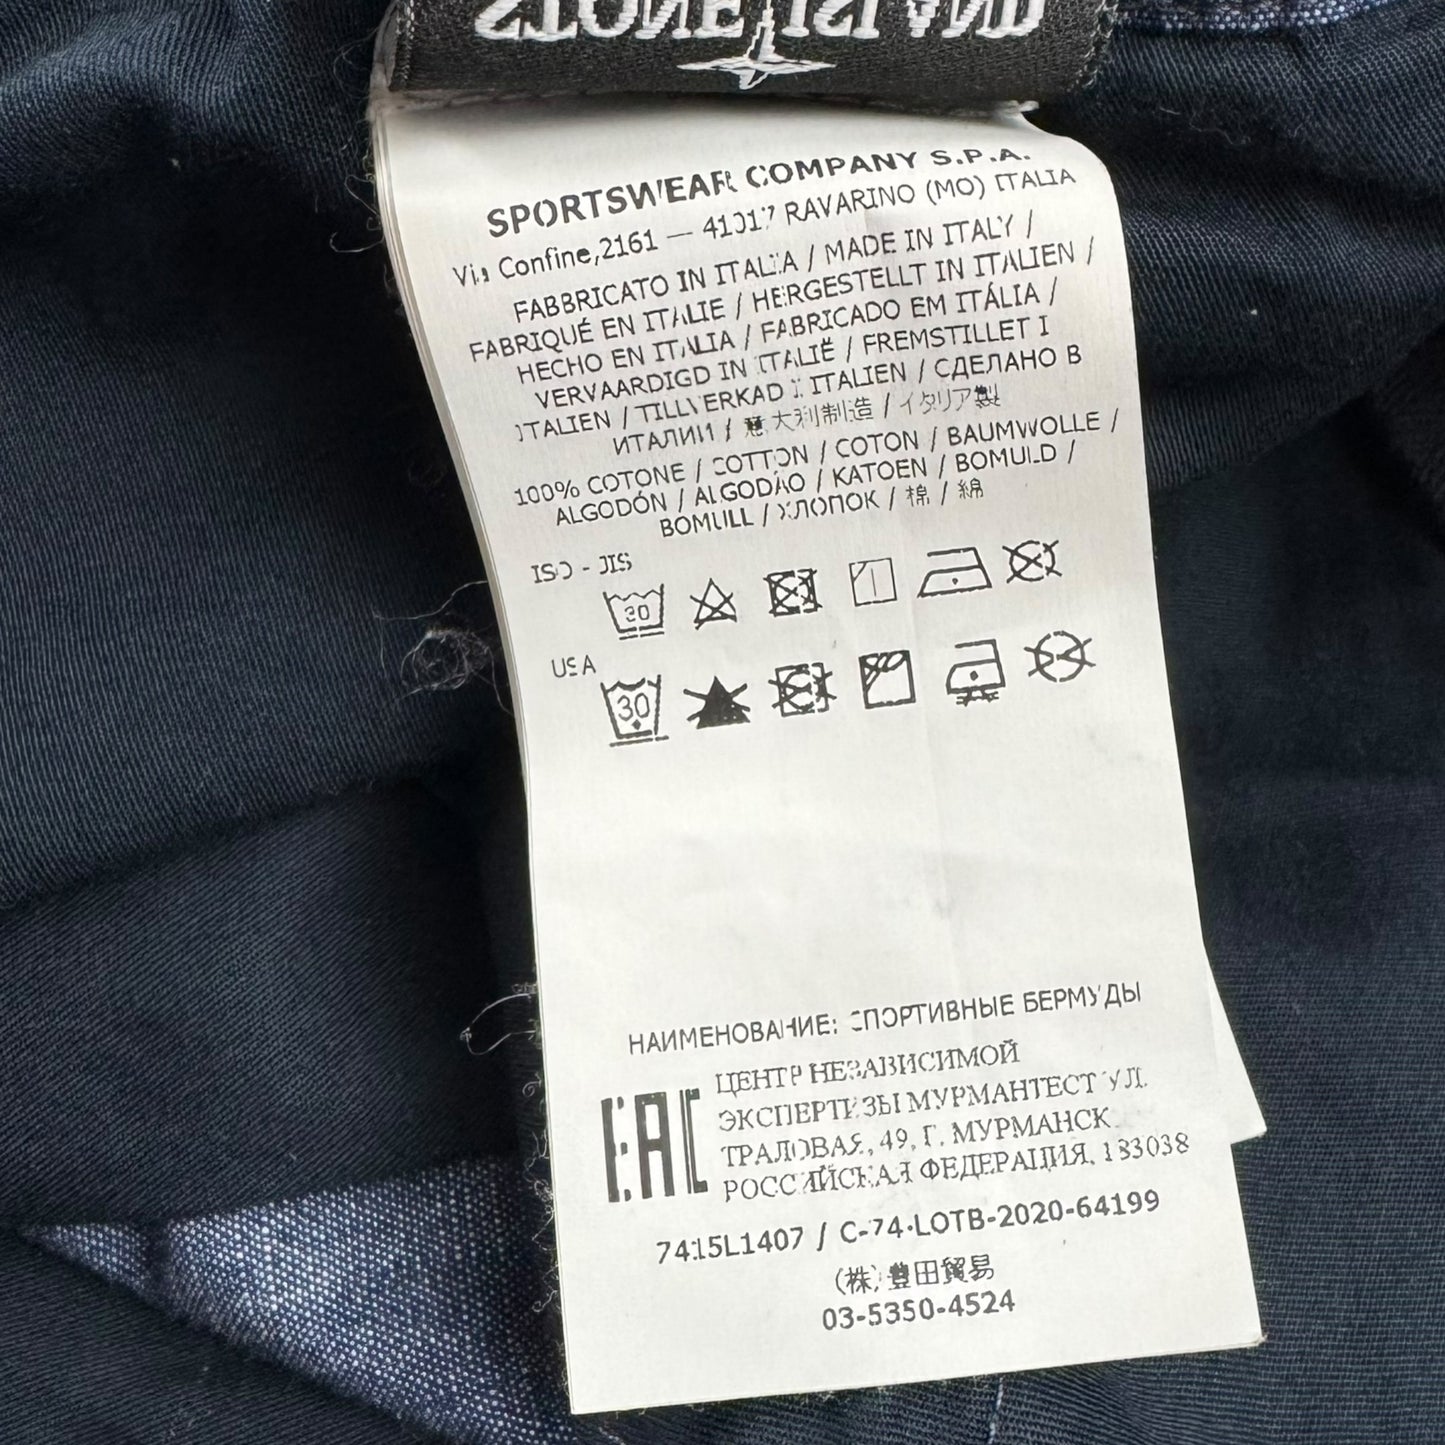 STONE ISLAND
SPORTSWEAR COMPANY S.P.A.
Via Confine,2161 — 41017 RAVARINO (MO) ITALIA
FABBRICATO IN ITALIA / MADE IN ITALY /
FABRIQUÉ EN ITALIE / HERGESTELLT IN ITALIEN /
HECHO EN ITALIA / FABRICADO EM ITÁLIA /
VERVAARDIGD IN ITALIË / FREMSTILLET I
ITALIEN / TILLVERKAD I ITALIEN / СДЕЛАНО В
ИТАЛИИ / 意大利制造 / イタリア製
100% COTONE / COTTON / COTON / BAUMWOLLE /
ALGODÓN / ALGODÃO / KATOEN / BOMULD /
BOMULL / ХЛОПОК / 棉 / 綿
ISO - JIS
30
USA
30
НАИМЕНОВАНИЕ: СПОРТИВНЫЕ БЕРМУДЫ
EAC
ЦЕНТР НЕЗАВИСИМОЙ
ЭКСПЕРТИЗЫ МУРМАНТЕСТ УЛ.
ТРАЛОВАЯ, 49, Г. МУРМАНСК
РОССИЙСКАЯ ФЕДЕРАЦИЯ, 183038
7415L1407 / C-74-LOTB-2020-64199
(株)豊田貿易
03-5350-4524